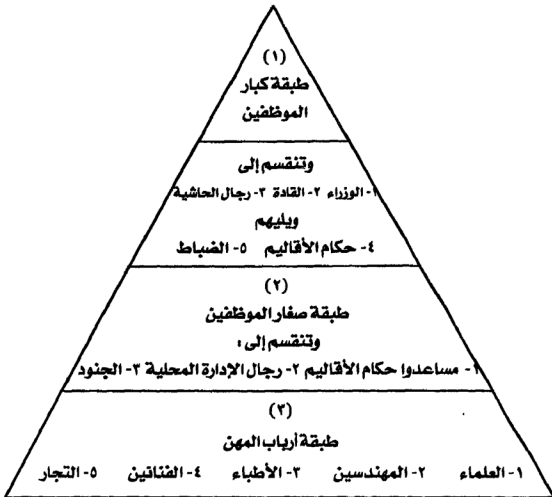 (١)
طبقة كبار
الموظفين
وتنقسم إلى
١- الوزراء ٢- القادة ٣- رجال الحاشية
ويليهم
٤- حكام الأقاليم ٥- الضباط
(٢)
طبقة صغار الموظفين
وتنقسم إلى :
١- مساعدوا حكام الأقاليم ٢- رجال الإدارة المحلية ٣- الجنود
(٣)
طبقة أرباب المهن
١- العلماء ٢- المهندسين ٣- الأطباء ٤- الفنانين ٥- التجار